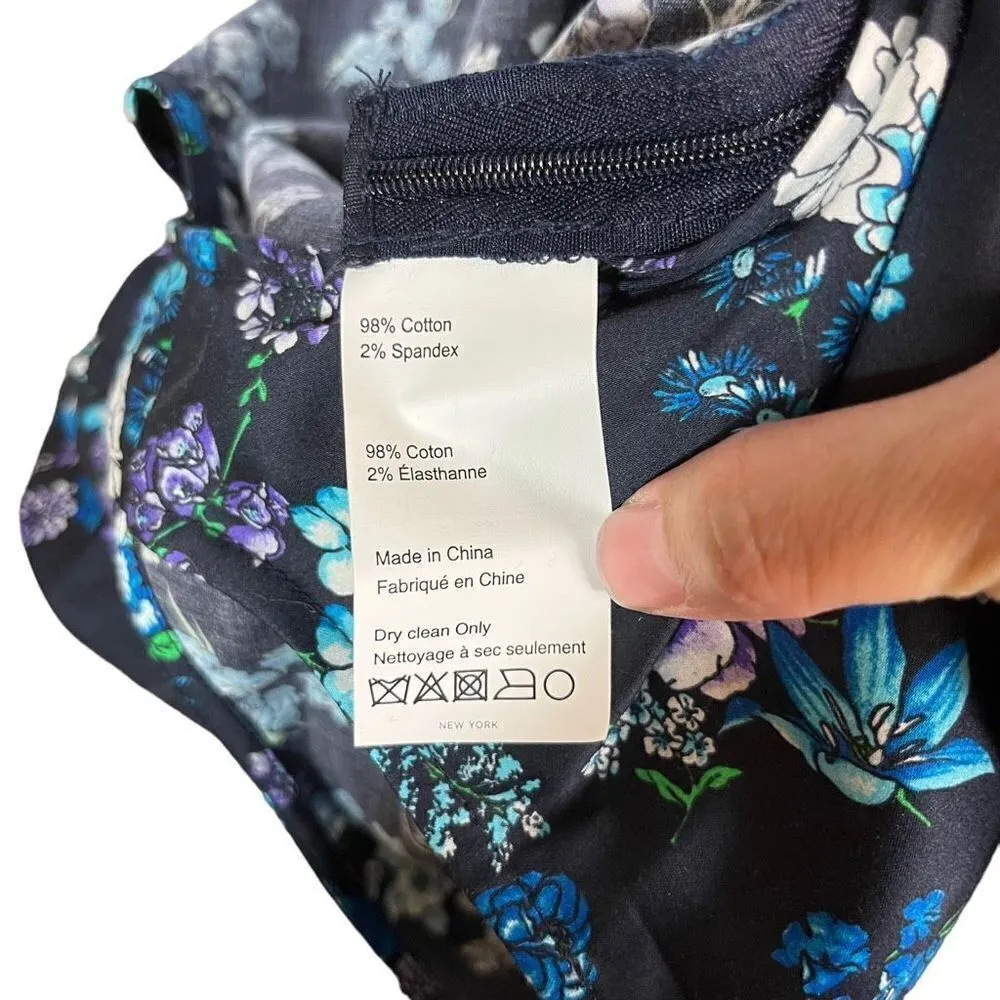 98% Cotton
2% Spandex
98% Coton
2% Élasthanne
Made in China
Fabriqué en Chine
Dry clean Only
Nettoyage à sec seulement
NEW YORK